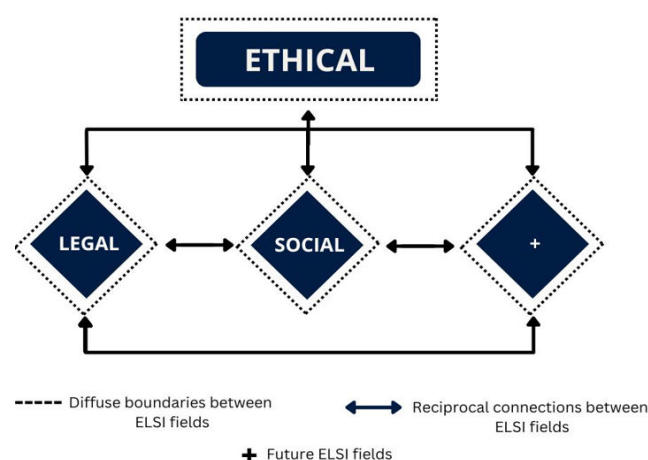 ETHICAL
LEGAL
SOCIAL
+
Diffuse boundaries between
ELSI fields
Reciprocal connections between
ELSI fields
+ Future ELSI fields